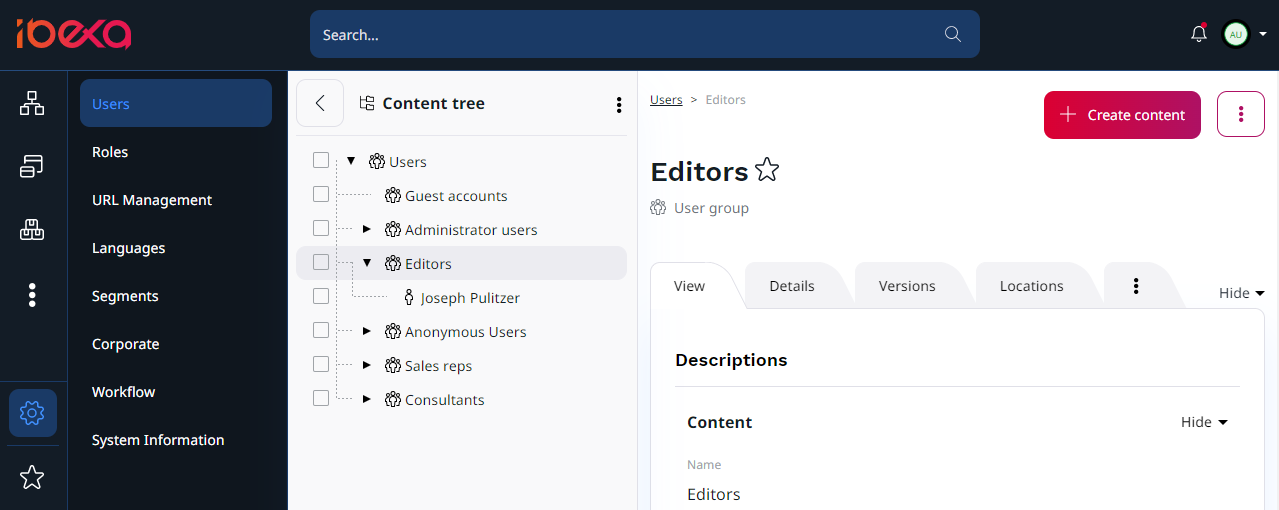 ibexa
Search...
AU
Users
Roles
URL Management
Languages
Segments
Corporate
Workflow
System Information
Content tree
Users
Guest accounts
Administrator users
Editors
Joseph Pulitzer
Anonymous Users
Sales reps
Consultants
Users > Editors
Create content
Editors
User group
View Details Versions Locations
Hide
Descriptions
Content
Hide
Name
Editors